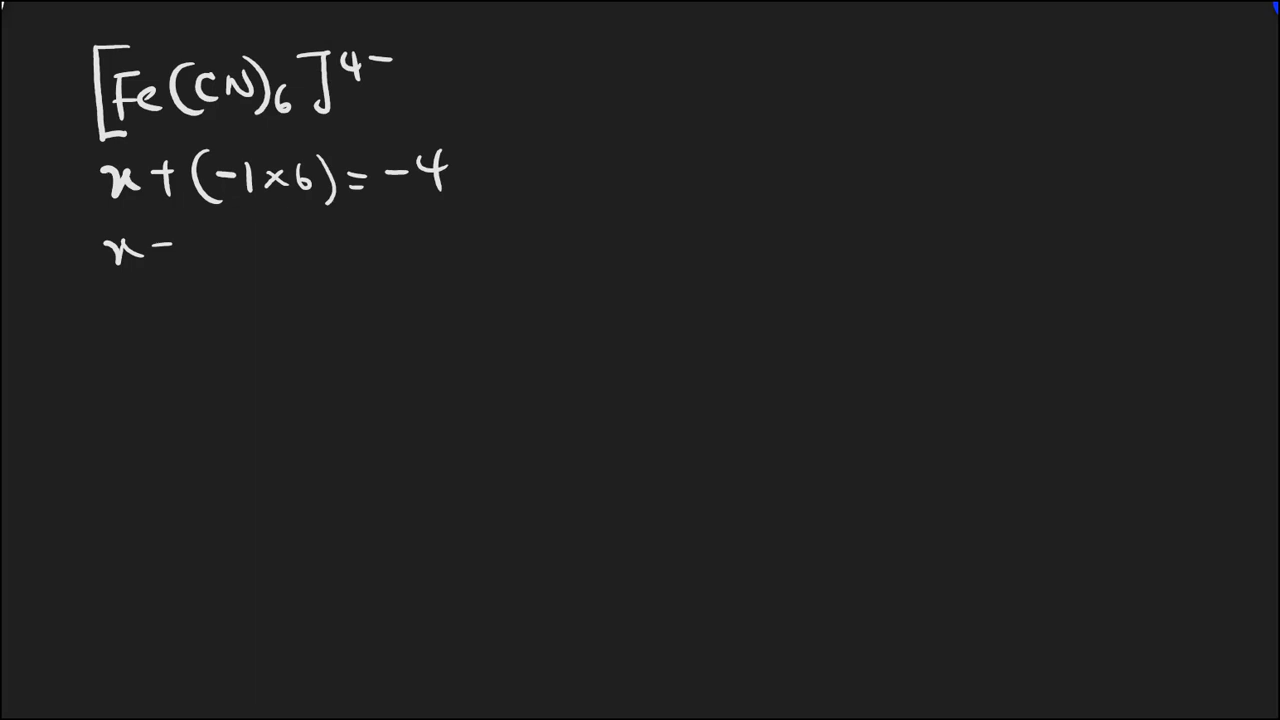 [Fe(CN)₆]⁴⁻
x + (-1 × 6) = -4
x -